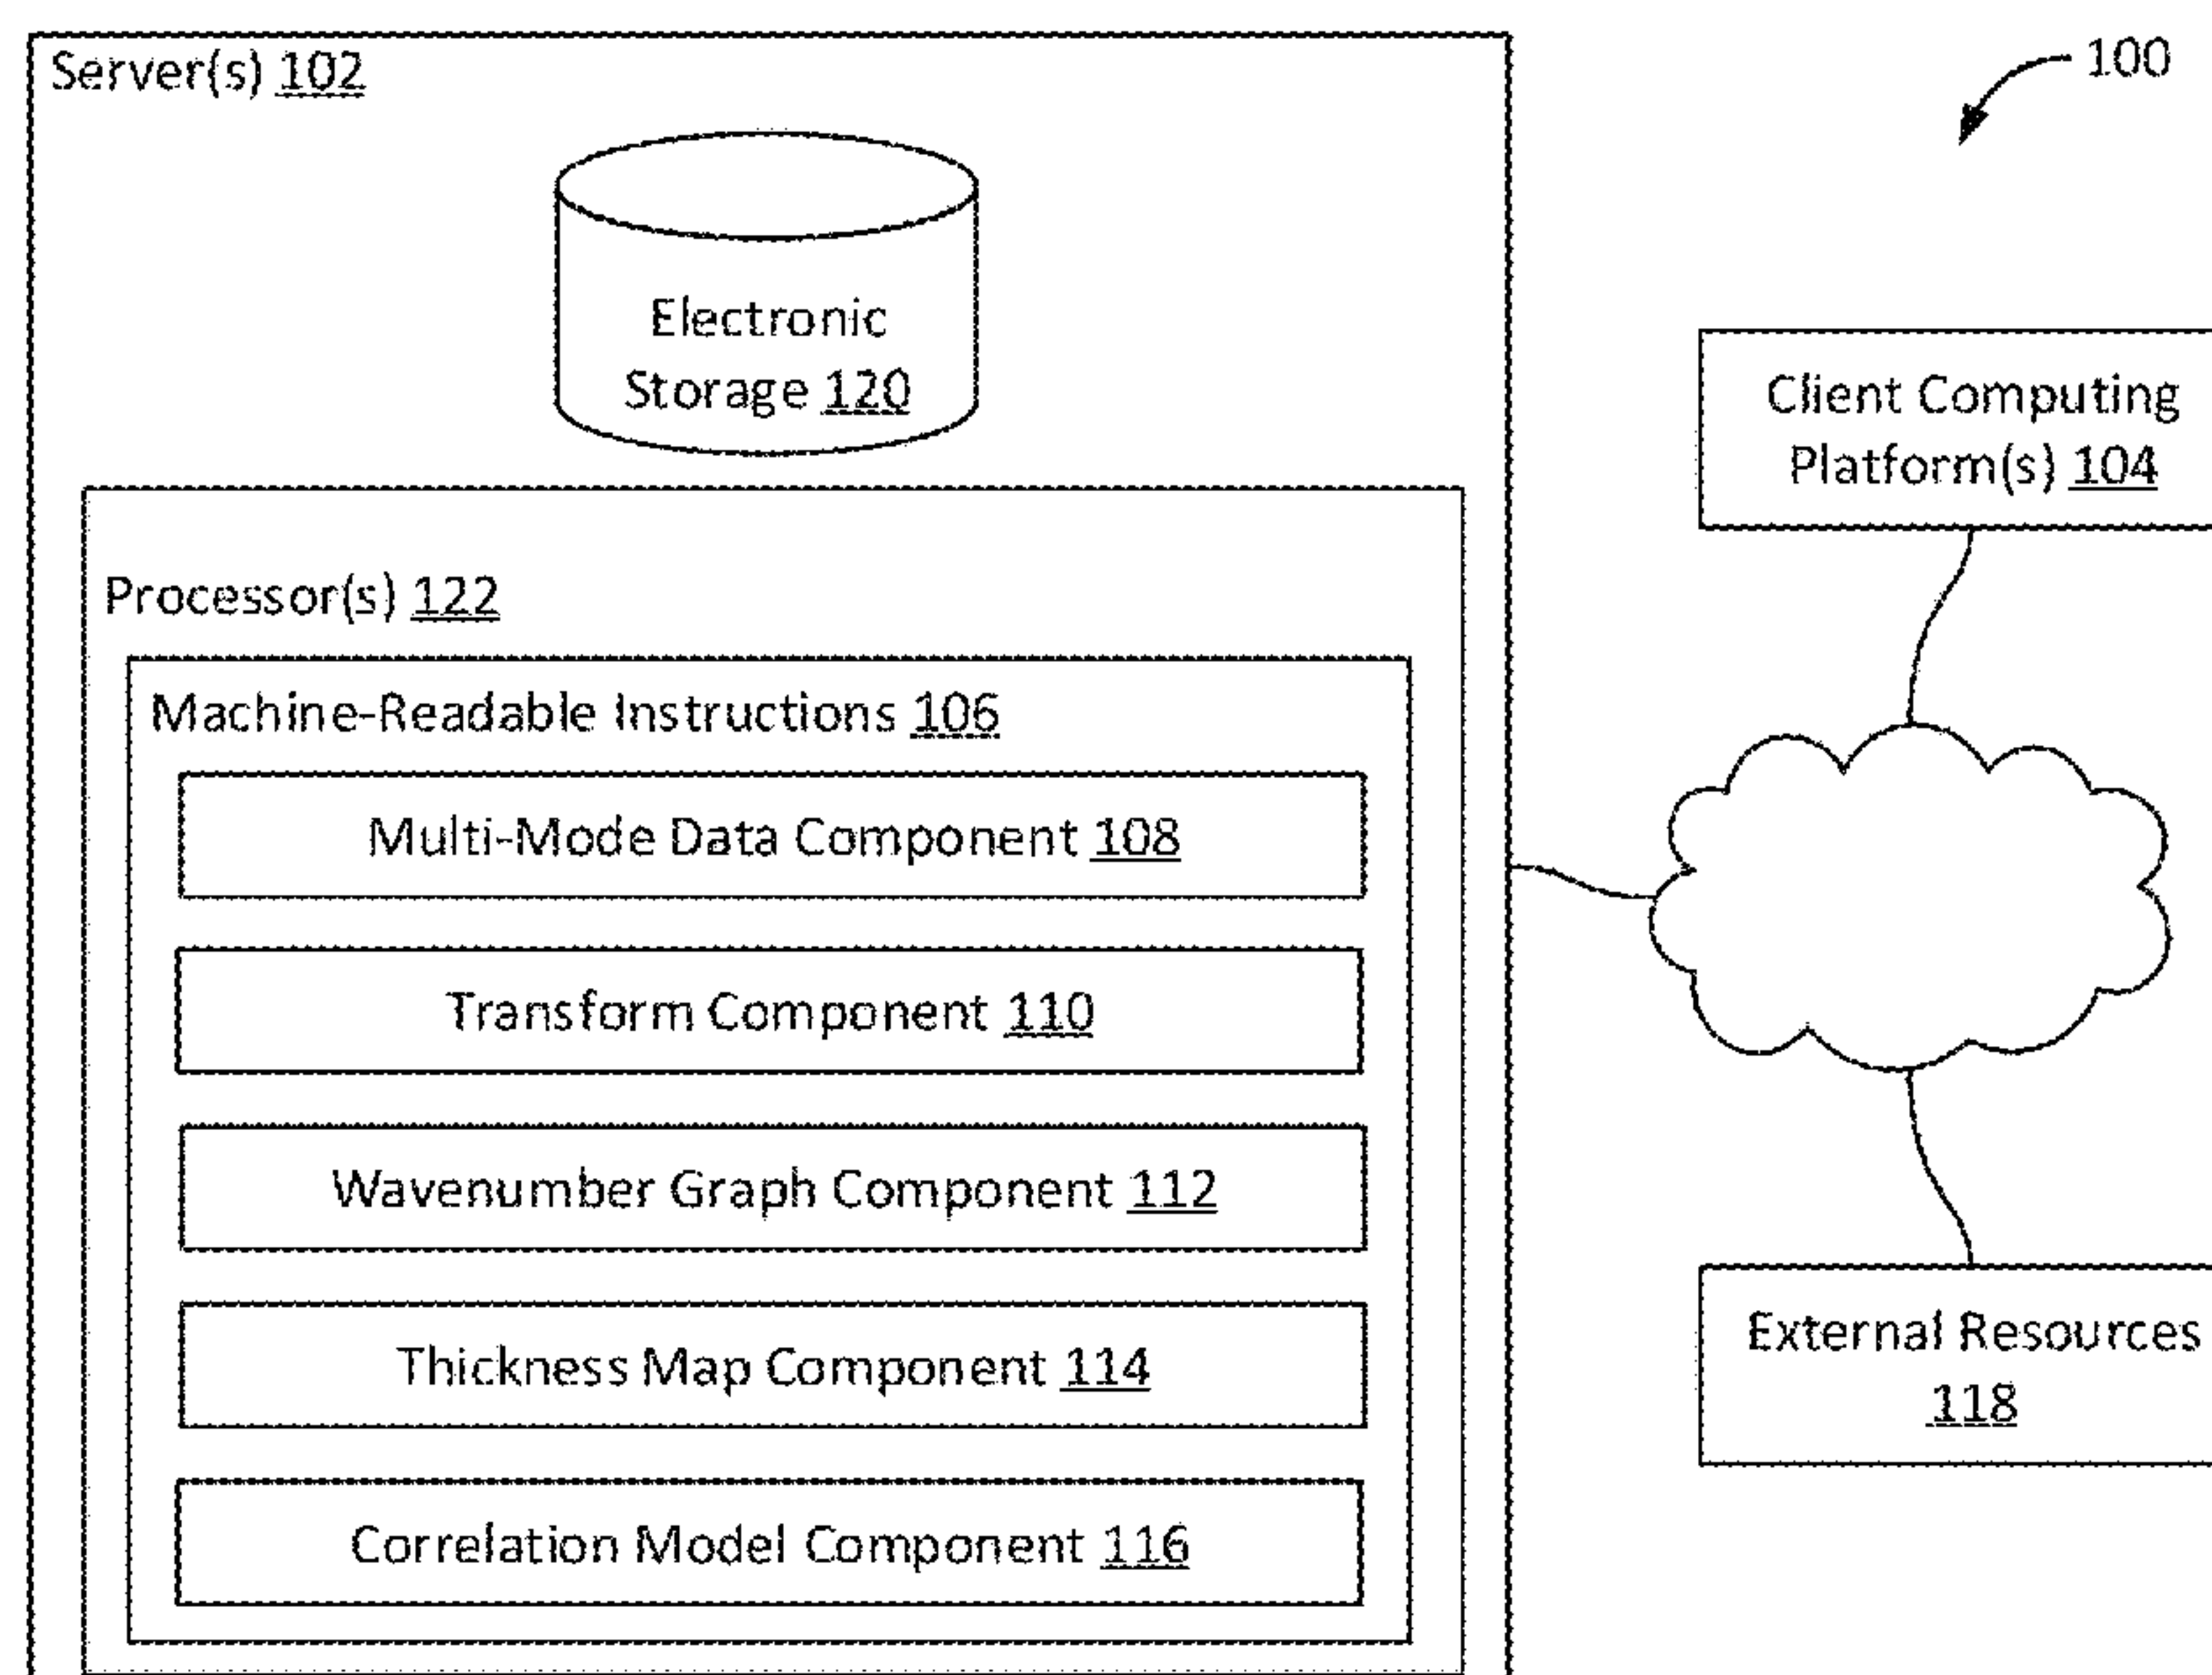 Server(s) 102
100
Electronic
Storage 120
Client Computing
Platform(s) 104
Processor(s) 122
Machine-Readable Instructions 106
Multi-Mode Data Component 108
Transform Component 110
Wavenumber Graph Component 112
Thickness Map Component 114
Correlation Model Component 116
External Resources
118